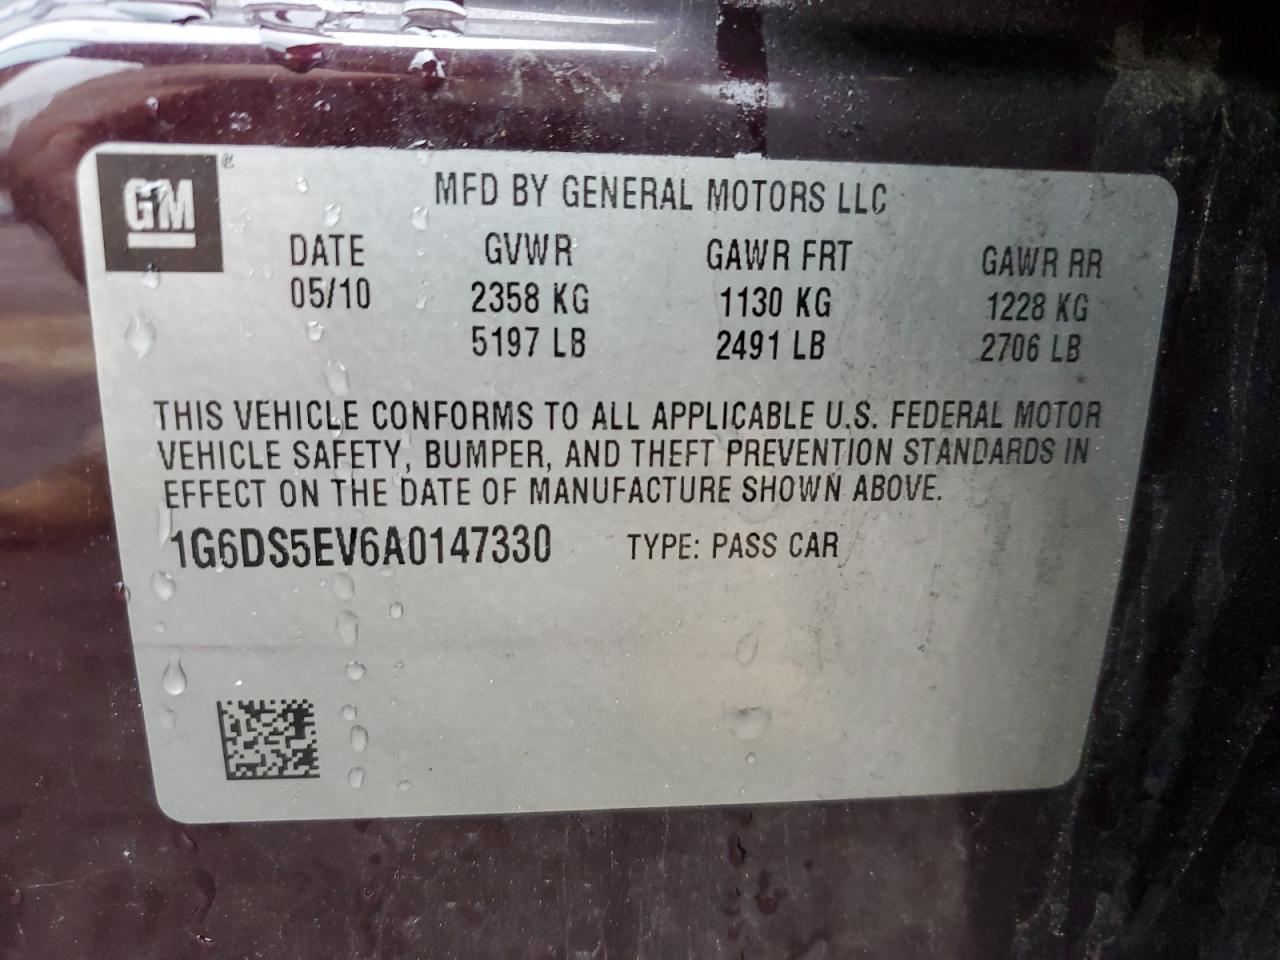 GM ®
MFD BY GENERAL MOTORS LLC
DATE GVWR GAWR FRT GAWR RR
05/10 2358 KG 1130 KG 1228 KG
5197 LB 2491 LB 2706 LB
THIS VEHICLE CONFORMS TO ALL APPLICABLE U.S. FEDERAL MOTOR
VEHICLE SAFETY, BUMPER, AND THEFT PREVENTION STANDARDS IN
EFFECT ON THE DATE OF MANUFACTURE SHOWN ABOVE.
1G6DS5EV6A0147330 TYPE: PASS CAR